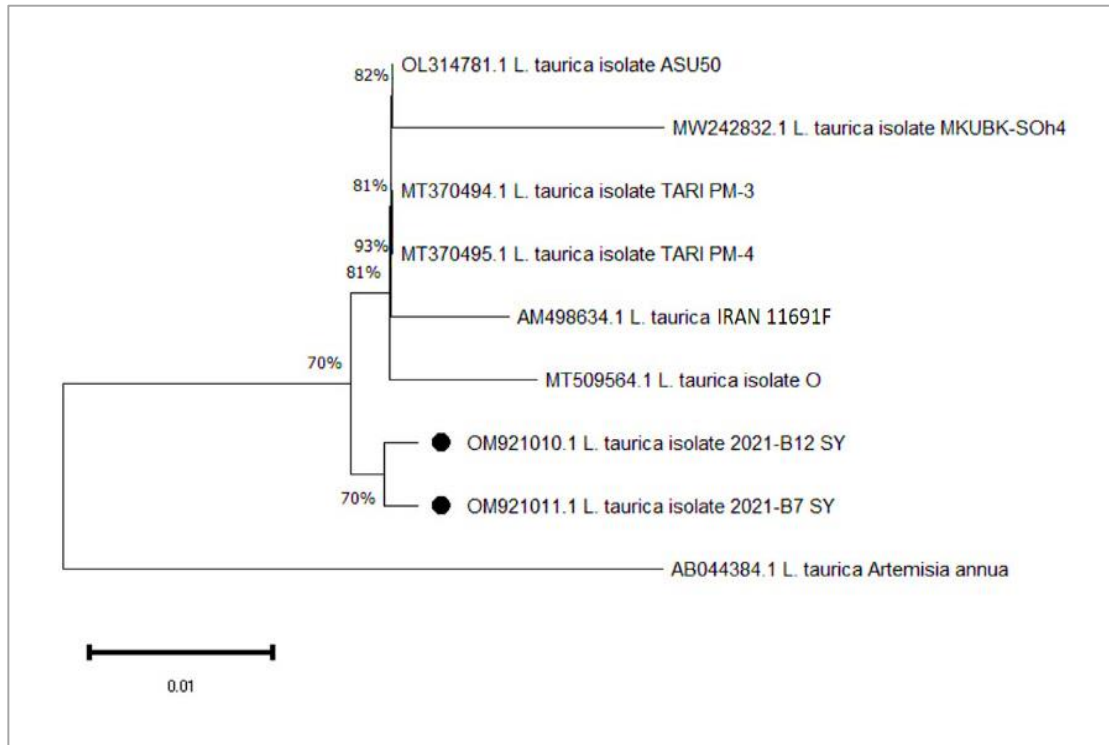 82%
OL314781.1 L. taurica isolate ASU50
MW242832.1 L. taurica isolate MKUBK-SOh4
81%
MT370494.1 L. taurica isolate TARI PM-3
93%
MT370495.1 L. taurica isolate TARI PM-4
81%
AM498634.1 L. taurica IRAN 11691F
70%
MT509564.1 L. taurica isolate O
OM921010.1 L. taurica isolate 2021-B12 SY
70%
OM921011.1 L. taurica isolate 2021-B7 SY
AB044384.1 L. taurica Artemisia annua
0.01